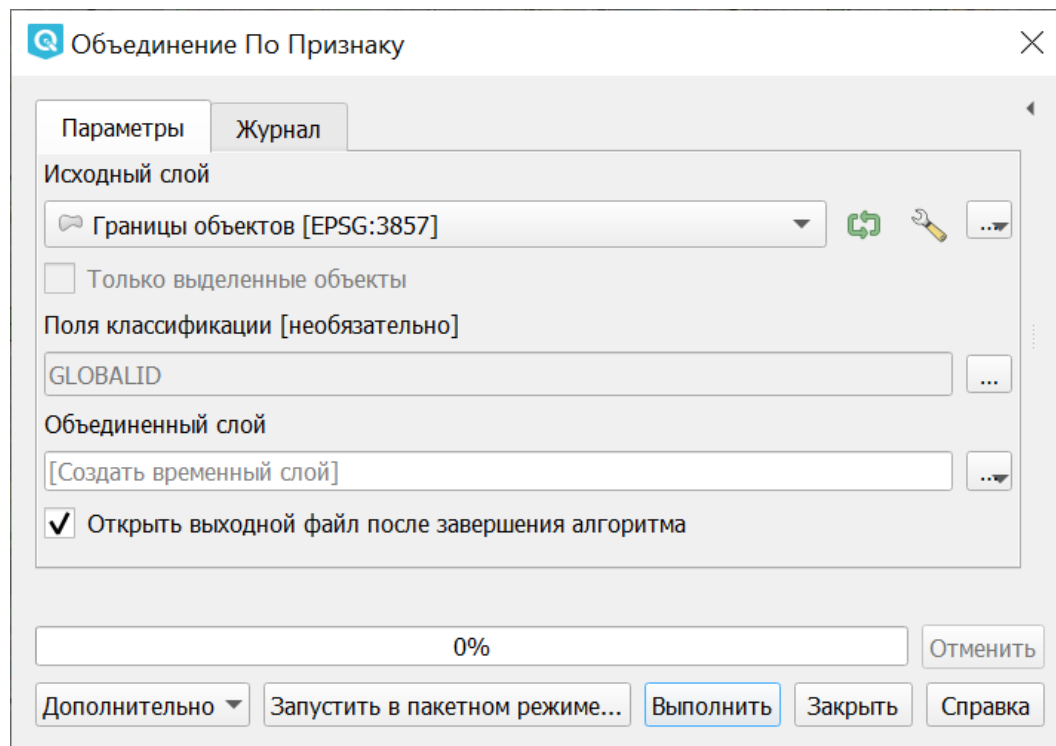 Объединение По Признаку
Параметры
Журнал
Исходный слой
Границы объектов [EPSG:3857]
...
Только выделенные объекты
Поля классификации [необязательно]
GLOBALID
...
Объединенный слой
[Создать временный слой]
...
Открыть выходной файл после завершения алгоритма
0%
Отменить
Дополнительно
Запустить в пакетном режиме...
Выполнить
Закрыть
Справка